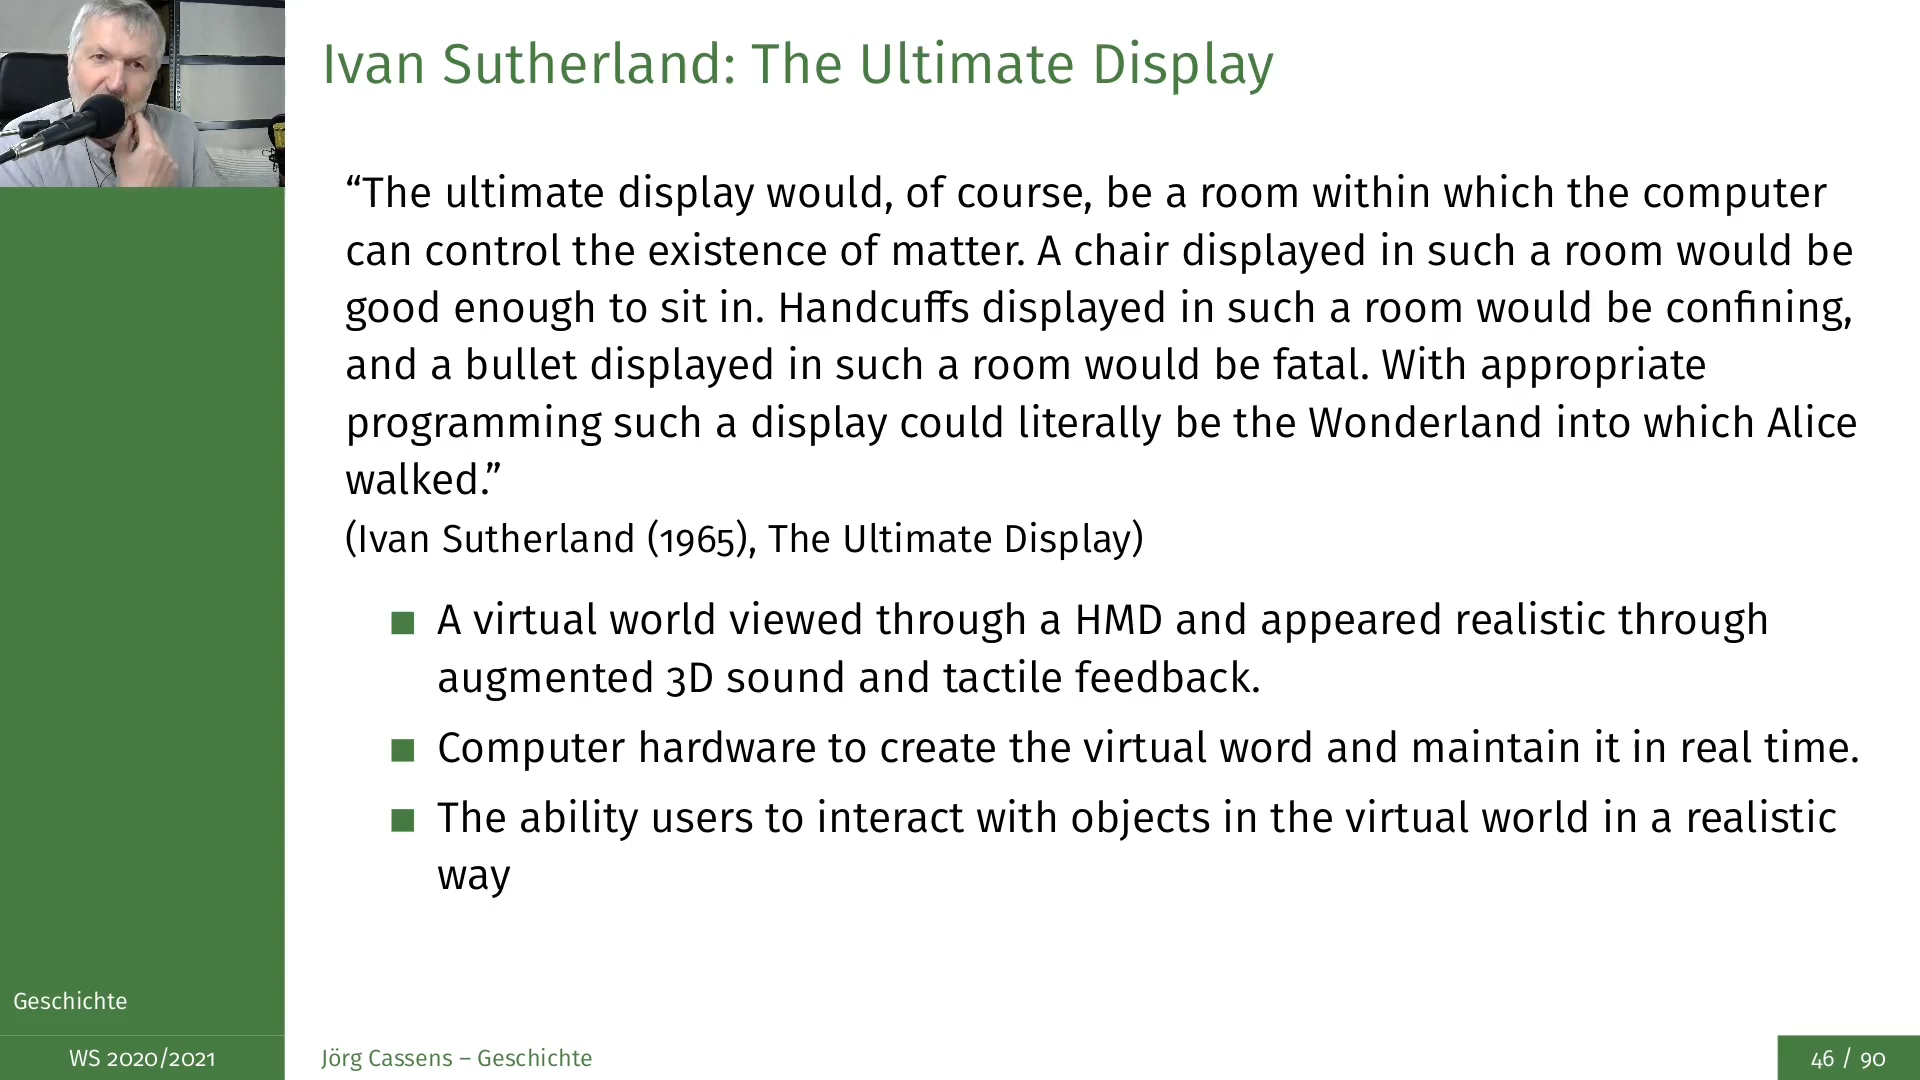 Ivan Sutherland: The Ultimate Display
“The ultimate display would, of course, be a room within which the computer
can control the existence of matter. A chair displayed in such a room would be
good enough to sit in. Handcuffs displayed in such a room would be confining,
and a bullet displayed in such a room would be fatal. With appropriate
programming such a display could literally be the Wonderland into which Alice
walked.”
(Ivan Sutherland (1965), The Ultimate Display)
■ A virtual world viewed through a HMD and appeared realistic through
augmented 3D sound and tactile feedback.
■ Computer hardware to create the virtual word and maintain it in real time.
■ The ability users to interact with objects in the virtual world in a realistic
way
Geschichte
WS 2020/2021
Jörg Cassens – Geschichte
46 / 90